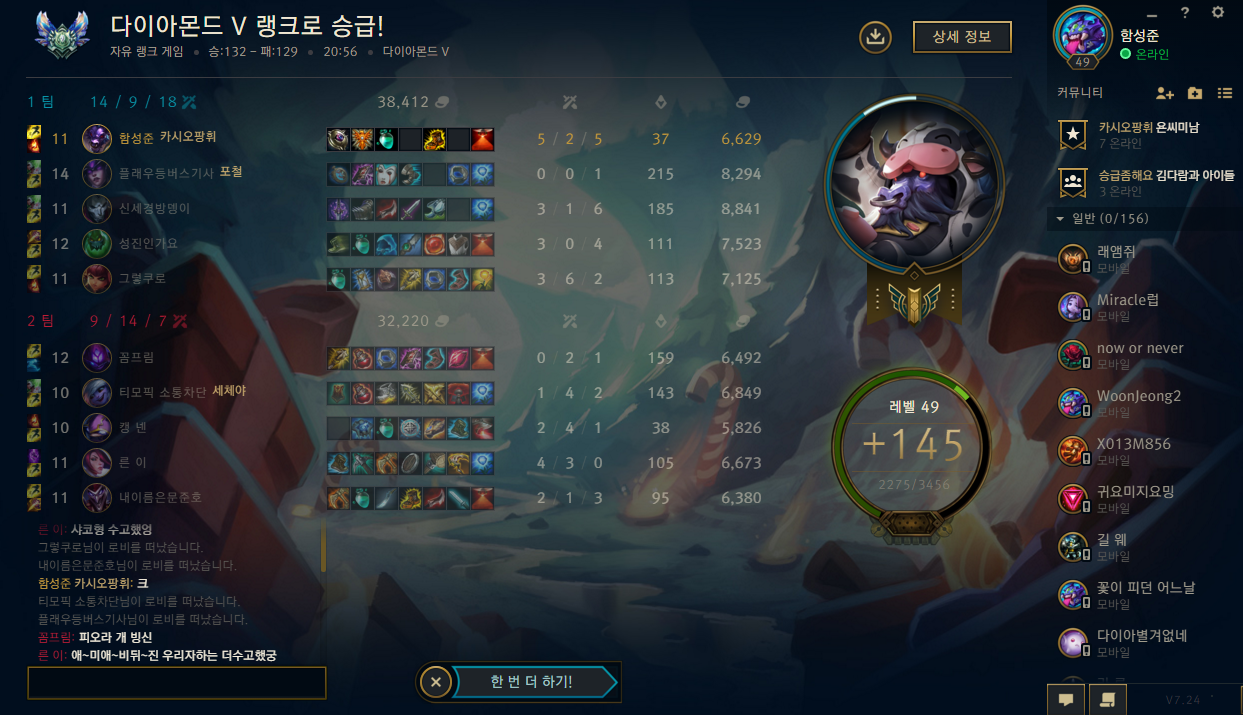 다이아몬드 V 랭크로 승급!
자유 랭크 게임 • 승:132 - 패:129 • 20:56 • 다이아몬드 V
상세 정보
?
함성준
온라인
49
커뮤니티
1 팀 14 / 9 / 18 38,412
11 함성준 카시오팡휘 5 / 2 / 5 37 6,629
14 플래우등버스기사 포철 0 / 0 / 1 215 8,294
11 신세경방뎅이 3 / 1 / 6 185 8,841
12 성진인가요 3 / 0 / 4 111 7,523
11 그렇쿠로 3 / 6 / 2 113 7,125
2 팀 9 / 14 / 7 32,220
12 꼼프림 0 / 2 / 1 159 6,492
10 티모픽 소통차단 세체야 1 / 4 / 2 143 6,849
10 캥 넨 2 / 4 / 1 38 5,826
11 른 이 4 / 3 / 0 105 6,673
11 내이름은문준호 2 / 1 / 3 95 6,380
른 이: 샤코형 수고했엉
그렇쿠로님이 로비를 떠났습니다.
내이름은문준호님이 로비를 떠났습니다.
함성준 카시오팡휘: 크
티모픽 소통차단님이 로비를 떠났습니다.
플래우등버스기사님이 로비를 떠났습니다.
꼼프림: 피오라 개 빙신
른 이: 애~미애~비뒤~진 우리자하는 더수고했궁
한 번 더 하기!
레벨 49
+145
2275/3456
카시오팡휘 온씨미남
7 온라인
승급좀해요 김다람과 아이들
3 온라인
일반 (0/156)
래앰쥐
모바일
Miracle럽
모바일
now or never
모바일
WoonJeong2
모바일
X013M856
모바일
귀요미지요밍
모바일
길 웨
모바일
꽃이 피던 어느날
모바일
다이아별겨없네
모바일
V7.24